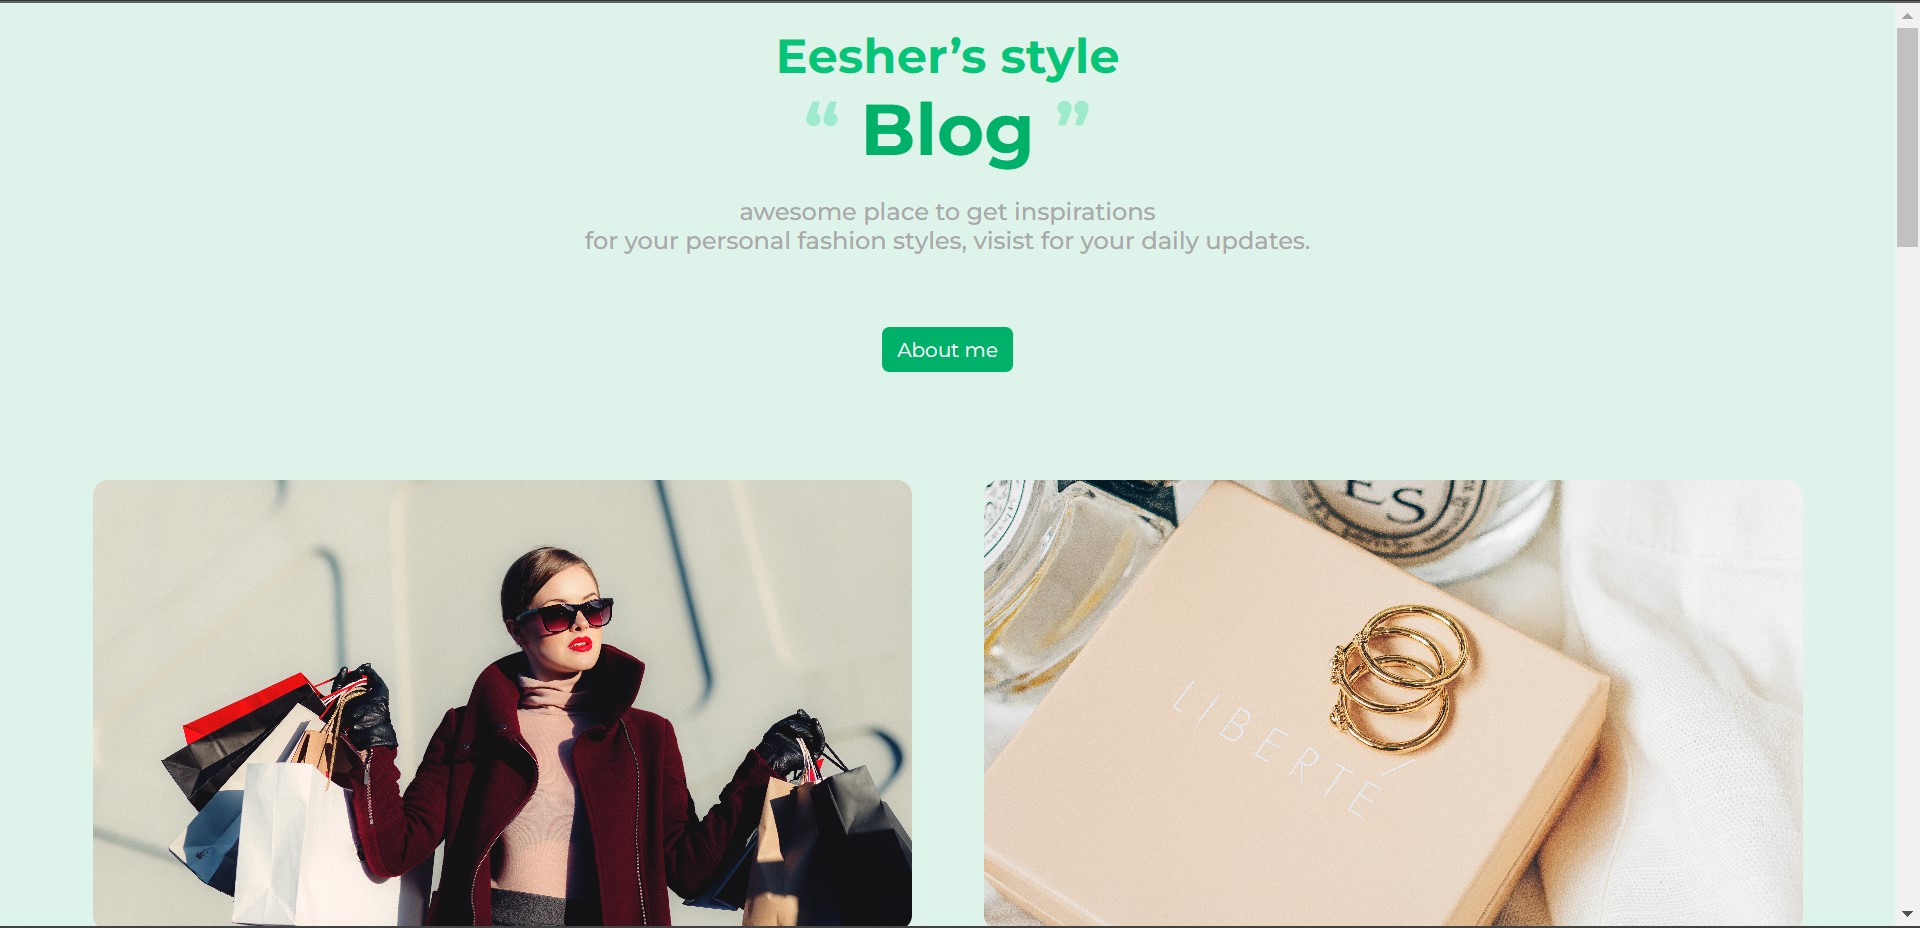 Eesher’s style
“ Blog ”
awesome place to get inspirations
for your personal fashion styles, visist for your daily updates.
About me
ES
LIBERTÉ